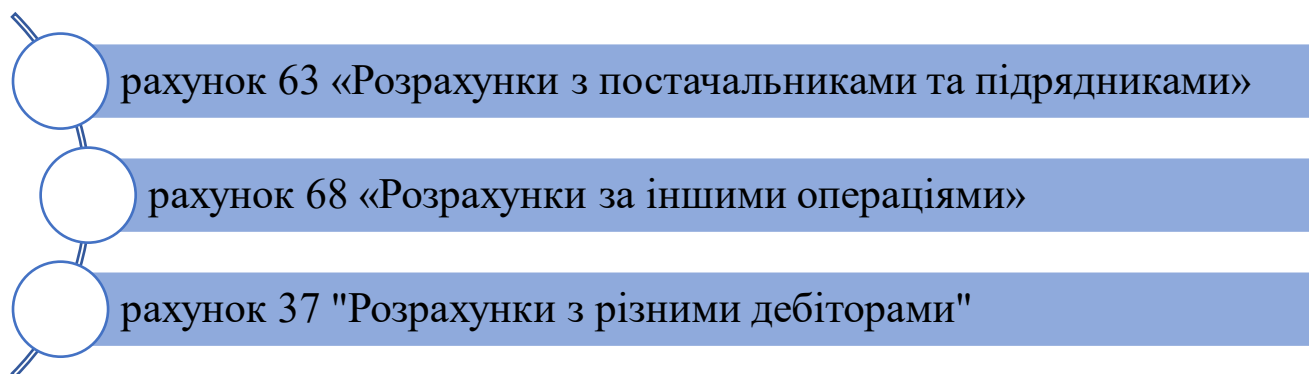 рахунок 63 «Розрахунки з постачальниками та підрядниками»
рахунок 68 «Розрахунки за іншими операціями»
рахунок 37 "Розрахунки з різними дебіторами"